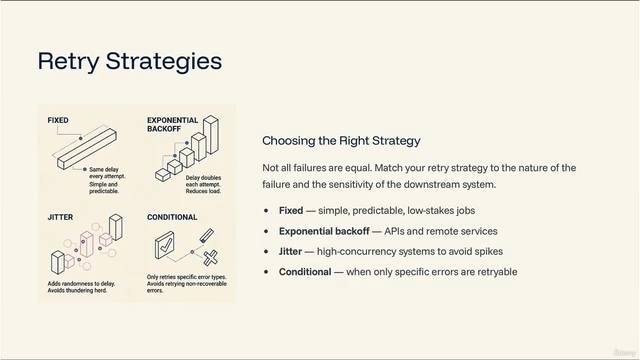 Retry Strategies
FIXED
Same delay
every attempt.
Simple and
predictable.
EXPONENTIAL
BACKOFF
Delay doubles
each attempt.
Reduces load.
JITTER
Adds randomness to delay.
Avoids thundering herd.
CONDITIONAL
Only retries specific error types.
Avoids retrying non-recoverable
errors.
Choosing the Right Strategy
Not all failures are equal. Match your retry strategy to the nature of the
failure and the sensitivity of the downstream system.
• Fixed — simple, predictable, low-stakes jobs
• Exponential backoff — APIs and remote services
• Jitter — high-concurrency systems to avoid spikes
• Conditional — when only specific errors are retryable
Udemy